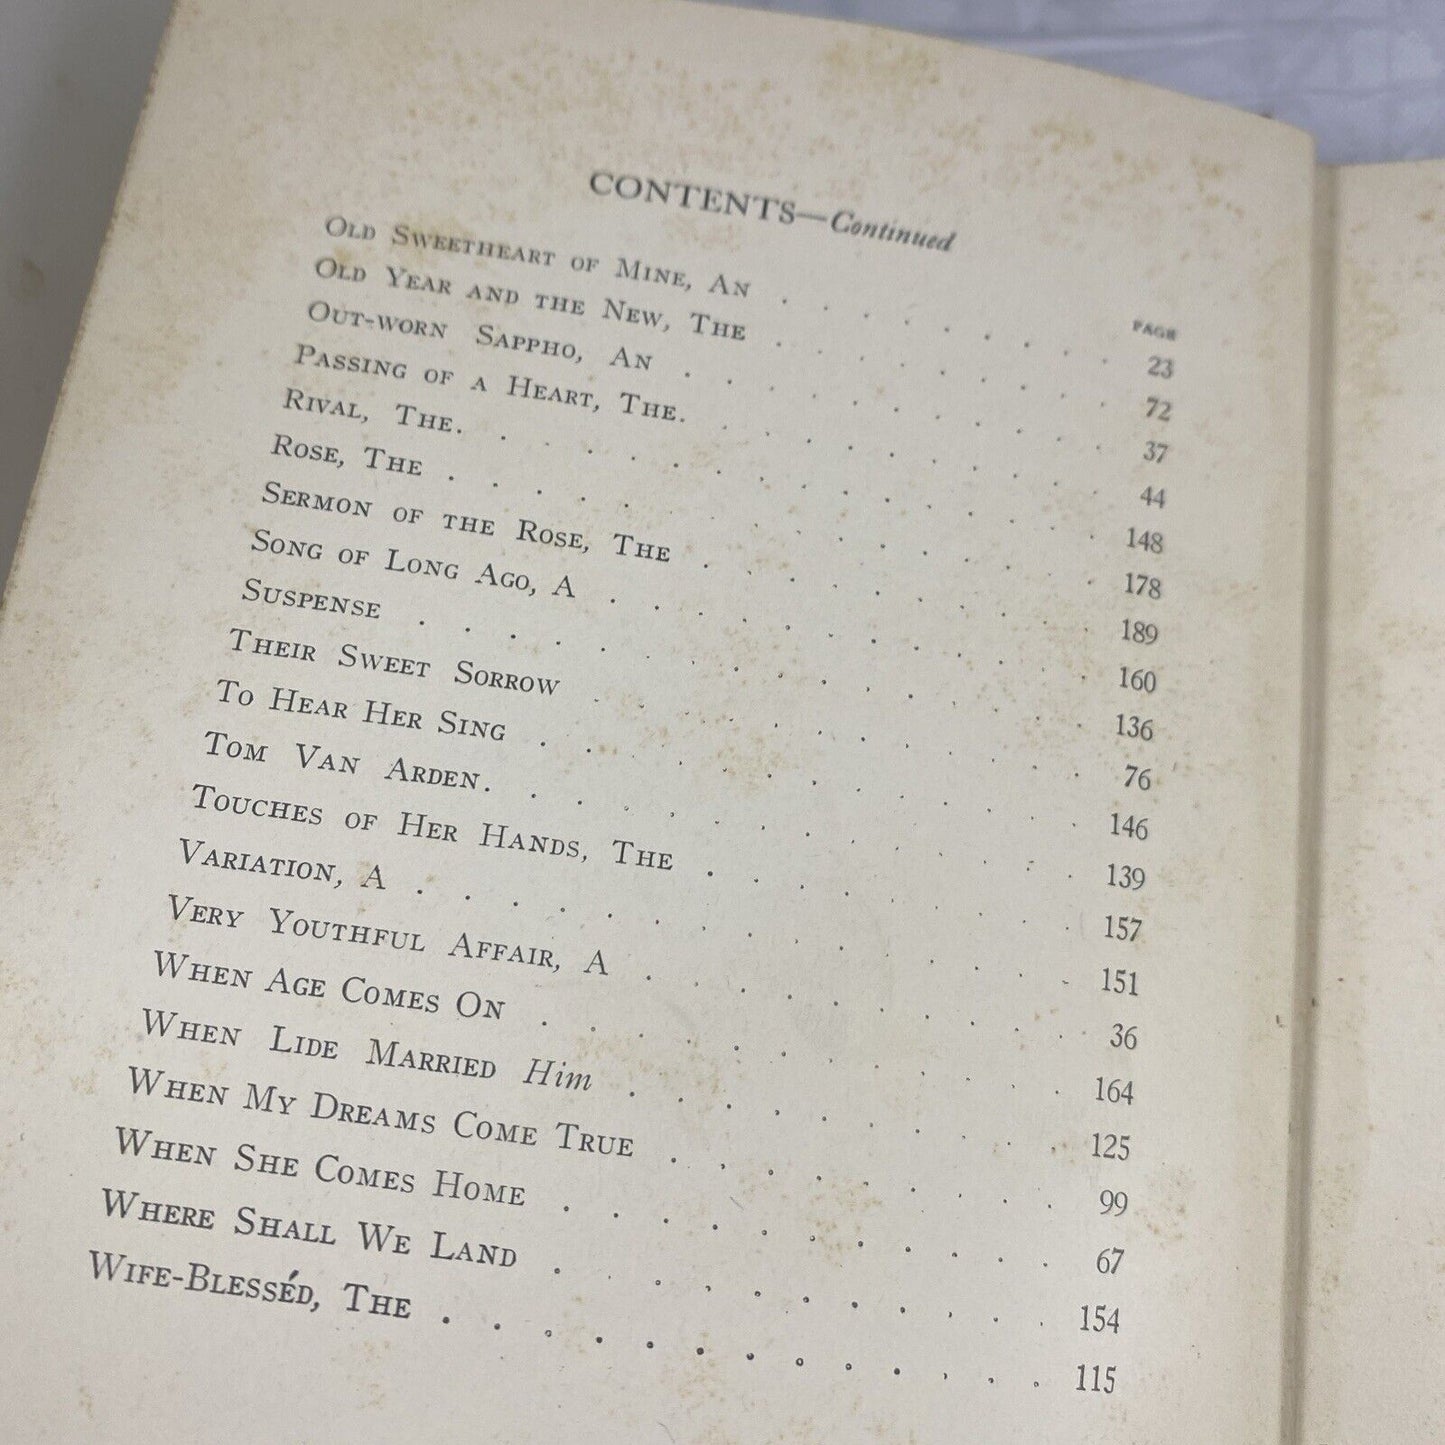 CONTENTS—Continued
PAGE
OLD SWEETHEART OF MINE, AN . . . . . . . . . 23
OLD YEAR AND THE NEW, THE . . . . . . . . . 72
OUT-WORN SAPPHO, AN . . . . . . . . . . 37
PASSING OF A HEART, THE. . . . . . . . . . 44
RIVAL, THE. . . . . . . . . . . . . . . 148
ROSE, THE . . . . . . . . . . . . . . . 178
SERMON OF THE ROSE, THE . . . . . . . . . 189
SONG OF LONG AGO, A . . . . . . . . . . . 160
SUSPENSE . . . . . . . . . . . . . . . 136
THEIR SWEET SORROW . . . . . . . . . . . 76
TO HEAR HER SING . . . . . . . . . . . . 146
TOM VAN ARDEN. . . . . . . . . . . . . 139
TOUCHES OF HER HANDS, THE . . . . . . . . . 157
VARIATION, A . . . . . . . . . . . . . . 151
VERY YOUTHFUL AFFAIR, A . . . . . . . . . . 36
WHEN AGE COMES ON . . . . . . . . . . . 164
WHEN LIDE MARRIED Him . . . . . . . . . . 125
WHEN MY DREAMS COME TRUE . . . . . . . . . 99
WHEN SHE COMES HOME . . . . . . . . . . . 67
WHERE SHALL WE LAND . . . . . . . . . . . 154
WIFE-BLESSÉD, THE . . . . . . . . . . . . . 115